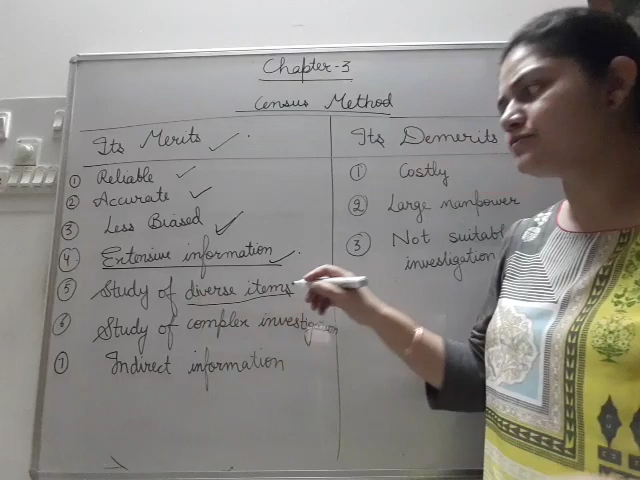 Chapter-3
Census Method
Its Merits
① Reliable
② Accurate
③ Less Biased
④ Extensive information
⑤ Study of diverse items
⑥ Study of complex investigation
⑦ Indirect information
Its Demerits
① Costly
② Large manpower
③ Not suitabl
investigation